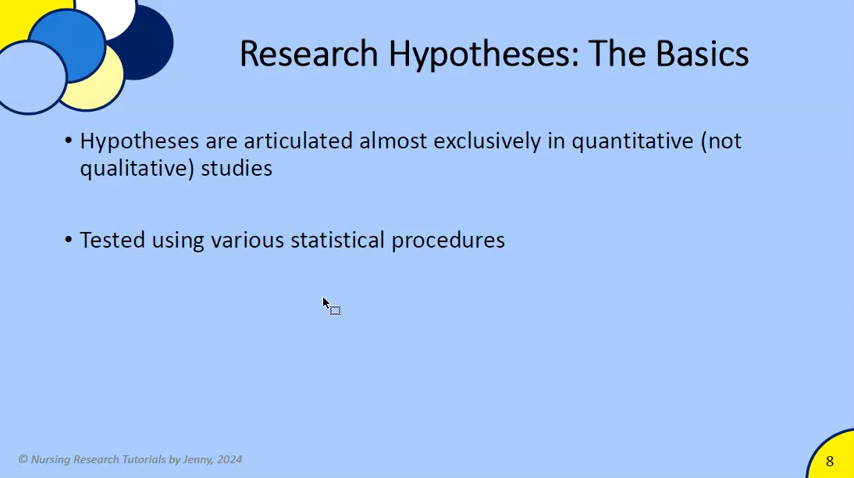 Research Hypotheses: The Basics
• Hypotheses are articulated almost exclusively in quantitative (not
qualitative) studies
• Tested using various statistical procedures
© Nursing Research Tutorials by Jenny, 2024
8